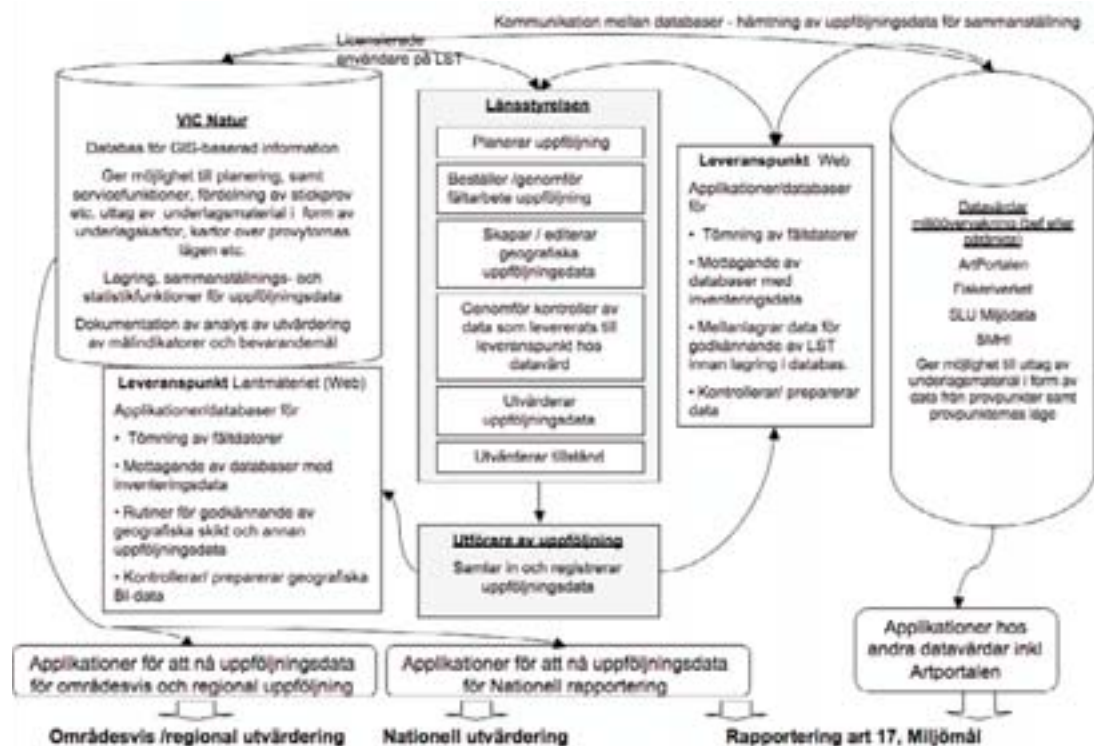 Kommunikation mellan databaser - hämtning av uppföljningsdata för sammanställning
Licensierade
användare på LST
VIC Natur
Databas för GIS-baserad information
Ger möjlighet till planering, samt
servicefunktioner, fördelning av stickprov
etc. uttag av underlagsmaterial i form av
underlagskartor, kartor over provytornas
lägen etc.
Lagring, sammanställnings- och
statistikfunktioner för uppföljningsdata
Dokumentation av analys av utvärdering
av målindikatorer och bevarandemål
Leveranspunkt Lantmäteriet (Web)
Applikationer/databaser för
• Tömning av fältdatorer
• Mottagande av databaser med
inventeringsdata
• Rutiner för godkännande av
geografiska skikt och annan
uppföljningsdata
• Kontrollerar/ preparerar geografiska
BI-data
Länsstyrelsen
Planerar uppföljning
Beställer /genomför
fältarbete uppföljning
Skapar / editerar
geografiska
uppföljningsdata
Genomför kontroller av
data som levererats till
leveranspunkt hos
datavärd
Utvärderar
uppföljningsdata
Utvärderar tillstånd
Utförare av uppföljning
Samlar in och registrerar
uppföljningsdata
Leveranspunkt Web
Applikationer/databaser
för
• Tömning av fältdatorer
• Mottagande av
databaser med
inventeringsdata
• Mellanlagrar data för
godkännande av LST
innan lagring i databas.
• Kontrollerar/ preparerar
data
Datavärdar
miljöövervakning (bef eller
påtänkta)
ArtPortalen
Fiskeriverket
SLU Miljödata
SMHI
Ger möjlighet till uttag av
underlagsmaterial i form av
data från provpunkter samt
provpunkternas läge
Applikationer för att nå uppföljningsdata
för områdesvis och regional uppföljning
Applikationer för att nå uppföljningsdata
för Nationell rapportering
Applikationer hos
andra datavärdar inkl
Artportalen
Områdesvis /regional utvärdering
Nationell utvärdering
Rapportering art 17, Miljömål